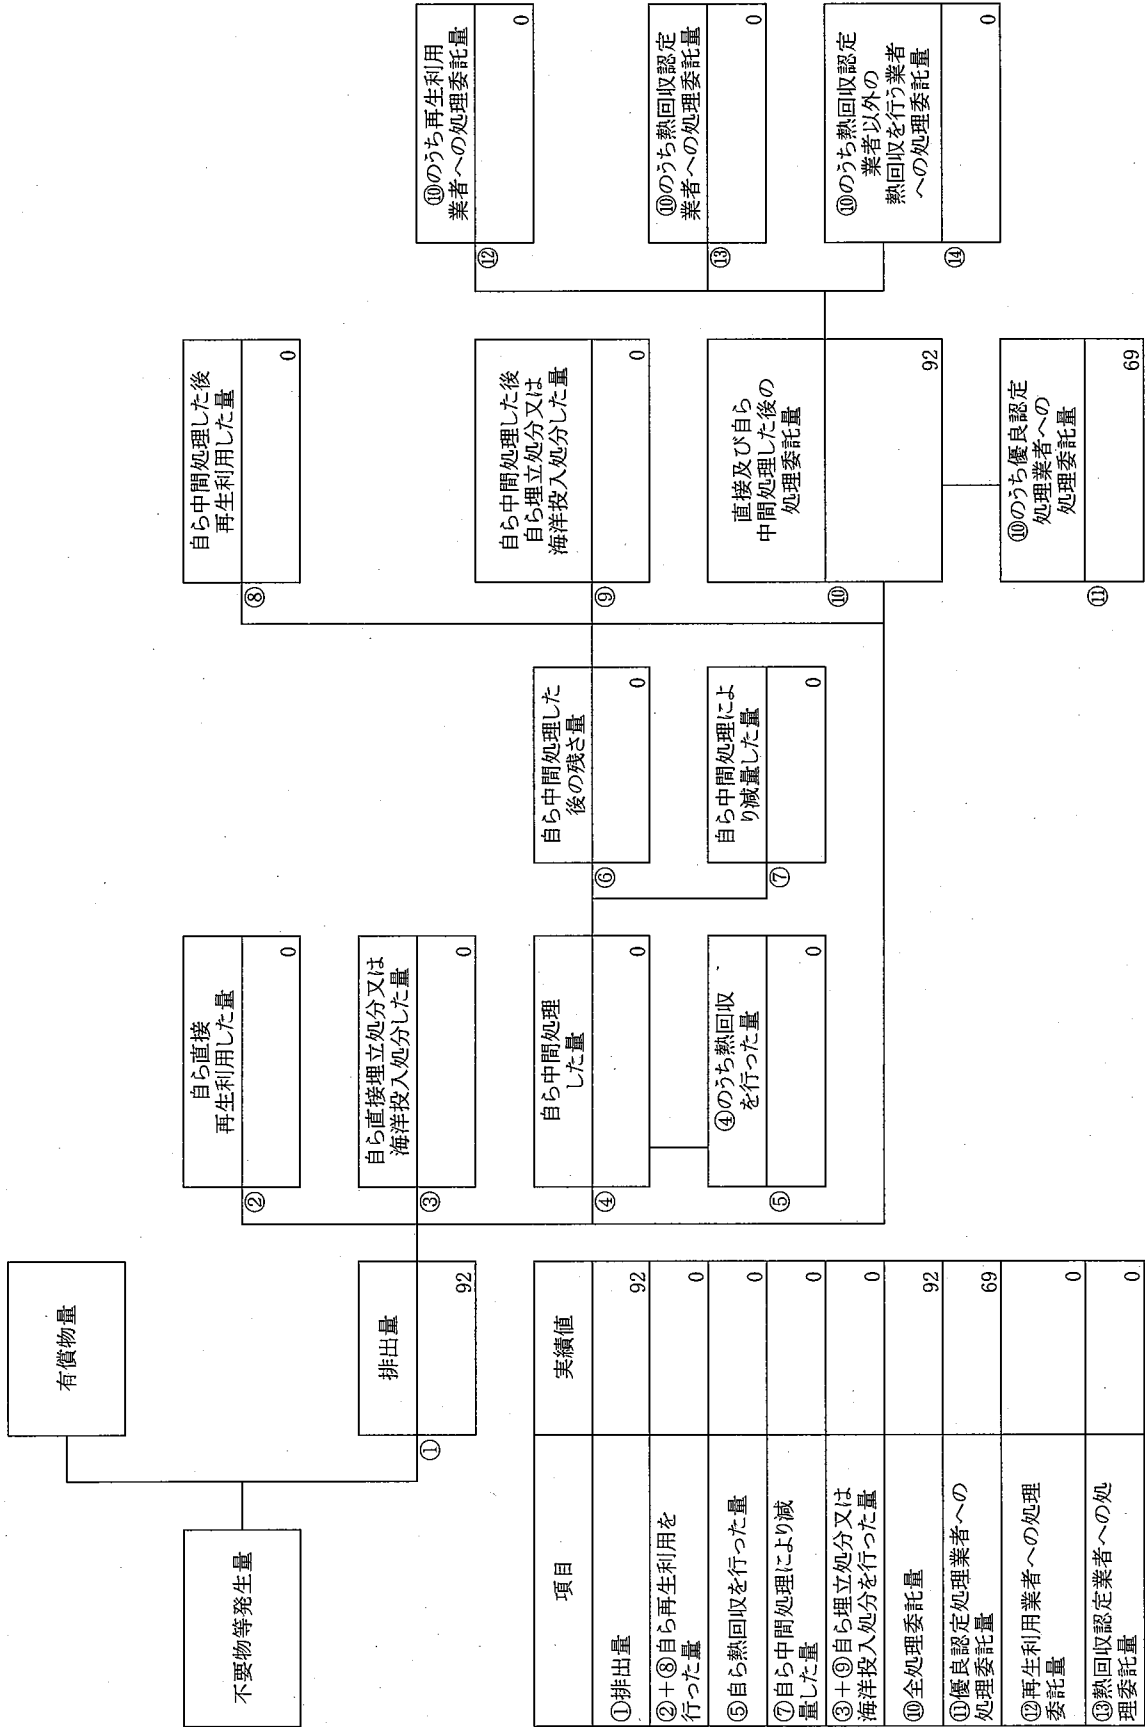 不要物等発生量
有償物量
排出量
①
92
自ら直接
再生利用した量
②
0
自ら直接埋立処分又は
海洋投入処分した量
③
0
自ら中間処理
した量
④
0
④のうち熱回収
を行った量
⑤
0
自ら中間処理した
後の残さ量
⑥
0
自ら中間処理によ
り減量した量
⑦
0
自ら中間処理した後
再生利用した量
⑧
0
自ら中間処理した後
自ら埋立処分又は
海洋投入処分した量
⑨
0
直接及び自ら
中間処理した後の
処理委託量
⑩
92
⑩のうち優良認定
処理業者への
処理委託量
⑪
69
⑩のうち再生利用
業者への処理委託量
⑫
0
⑩のうち熱回収認定
業者への処理委託量
⑬
0
⑩のうち熱回収認定
業者以外の
熱回収を行う業者
への処理委託量
⑭
0
項目 実績値
①排出量 92
②+⑧自ら再生利用を
行った量 0
⑤自ら熱回収を行った量 0
⑦自ら中間処理により減
量した量 0
③+⑨自ら埋立処分又は
海洋投入処分を行った量 0
⑩全処理委託量 92
⑪優良認定処理業者への
処理委託量 69
⑫再生利用業者への処理
委託量 0
⑬熱回収認定業者への処
理委託量 0